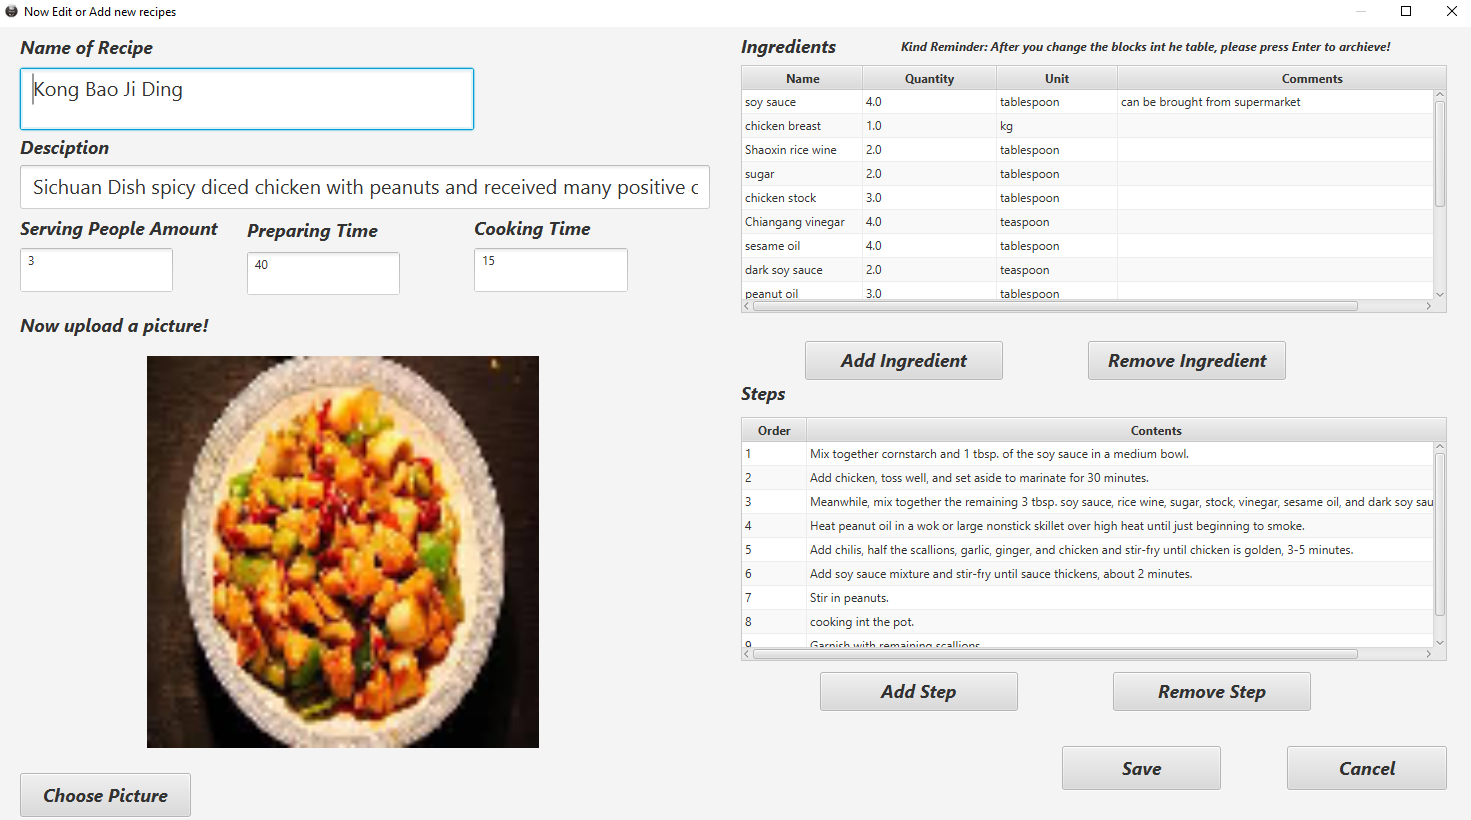 Now Edit or Add new recipes
Name of Recipe
Kong Bao Ji Ding
Desciption
Sichuan Dish spicy diced chicken with peanuts and received many positive c
Serving People Amount
Preparing Time
Cooking Time
3
40
15
Now upload a picture!
Choose Picture
Ingredients
Kind Reminder: After you change the blocks int he table, please press Enter to archieve!
Name Quantity Unit Comments
soy sauce 4.0 tablespoon can be brought from supermarket
chicken breast 1.0 kg
Shaoxin rice wine 2.0 tablespoon
sugar 2.0 tablespoon
chicken stock 3.0 tablespoon
Chiangang vinegar 4.0 teaspoon
sesame oil 4.0 tablespoon
dark soy sauce 2.0 teaspoon
peanut oil 3.0 tablespoon
Add Ingredient
Remove Ingredient
Steps
Order Contents
1 Mix together cornstarch and 1 tbsp. of the soy sauce in a medium bowl.
2 Add chicken, toss well, and set aside to marinate for 30 minutes.
3 Meanwhile, mix together the remaining 3 tbsp. soy sauce, rice wine, sugar, stock, vinegar, sesame oil, and dark soy sau
4 Heat peanut oil in a wok or large nonstick skillet over high heat until just beginning to smoke.
5 Add chilis, half the scallions, garlic, ginger, and chicken and stir-fry until chicken is golden, 3-5 minutes.
6 Add soy sauce mixture and stir-fry until sauce thickens, about 2 minutes.
7 Stir in peanuts.
8 cooking int the pot.
9 Garnish with remaining scallions
Add Step
Remove Step
Save
Cancel